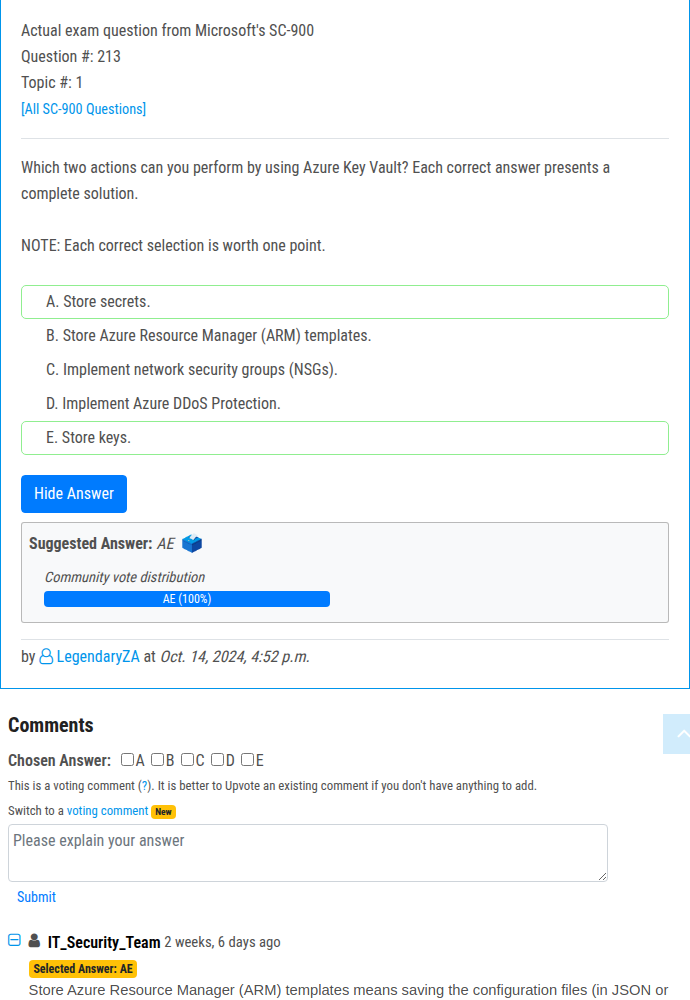 Actual exam question from Microsoft's SC-900
Question #: 213
Topic #: 1
[All SC-900 Questions]
Which two actions can you perform by using Azure Key Vault? Each correct answer presents a
complete solution.
NOTE: Each correct selection is worth one point.
A. Store secrets.
B. Store Azure Resource Manager (ARM) templates.
C. Implement network security groups (NSGs).
D. Implement Azure DDoS Protection.
E. Store keys.
Hide Answer
Suggested Answer: AE
Community vote distribution
AE (100%)
by LegendaryZA at Oct. 14, 2024, 4:52 p.m.
Comments
Chosen Answer: A B C D E
This is a voting comment (?). It is better to Upvote an existing comment if you don't have anything to add.
Switch to a voting comment New
Please explain your answer
Submit
IT_Security_Team 2 weeks, 6 days ago
Selected Answer: AE
Store Azure Resource Manager (ARM) templates means saving the configuration files (in JSON or